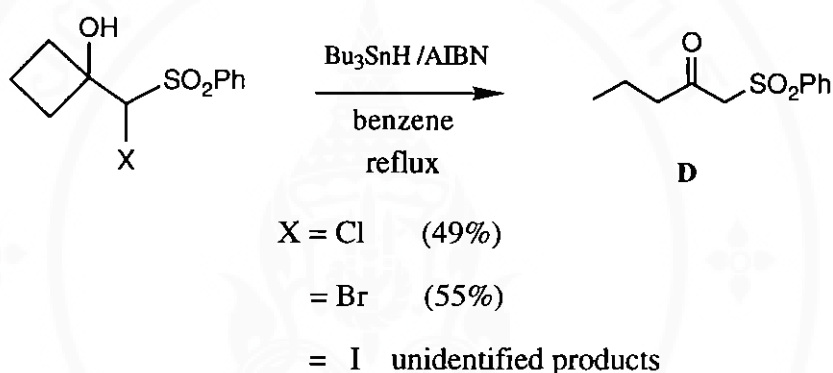 OH
SO2Ph
X
Bu3SnH /AIBN
benzene
reflux
O
SO2Ph
D
X = Cl (49%)
= Br (55%)
= I unidentified products